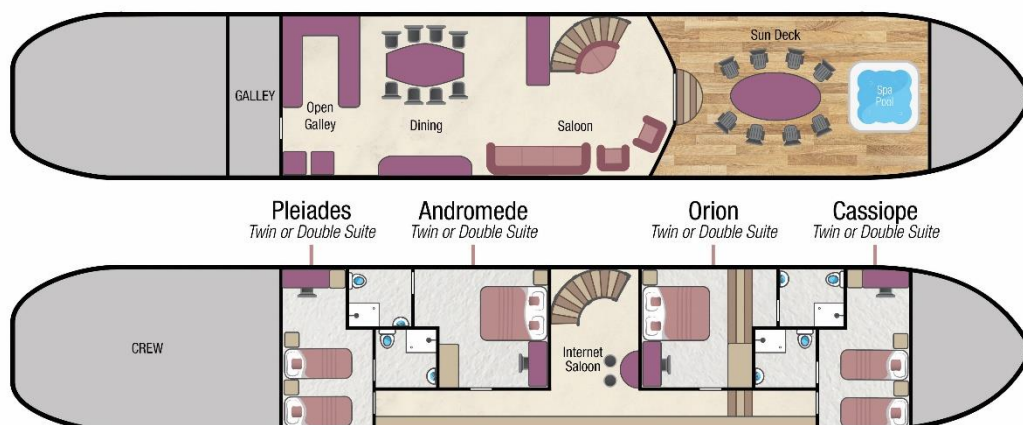 Sun Deck
GALLEY
Open
Galley
Dining
Saloon
Spa
Pool
Pleiades
Twin or Double Suite
Andromede
Twin or Double Suite
Orion
Twin or Double Suite
Cassiope
Twin or Double Suite
CREW
Internet
Saloon